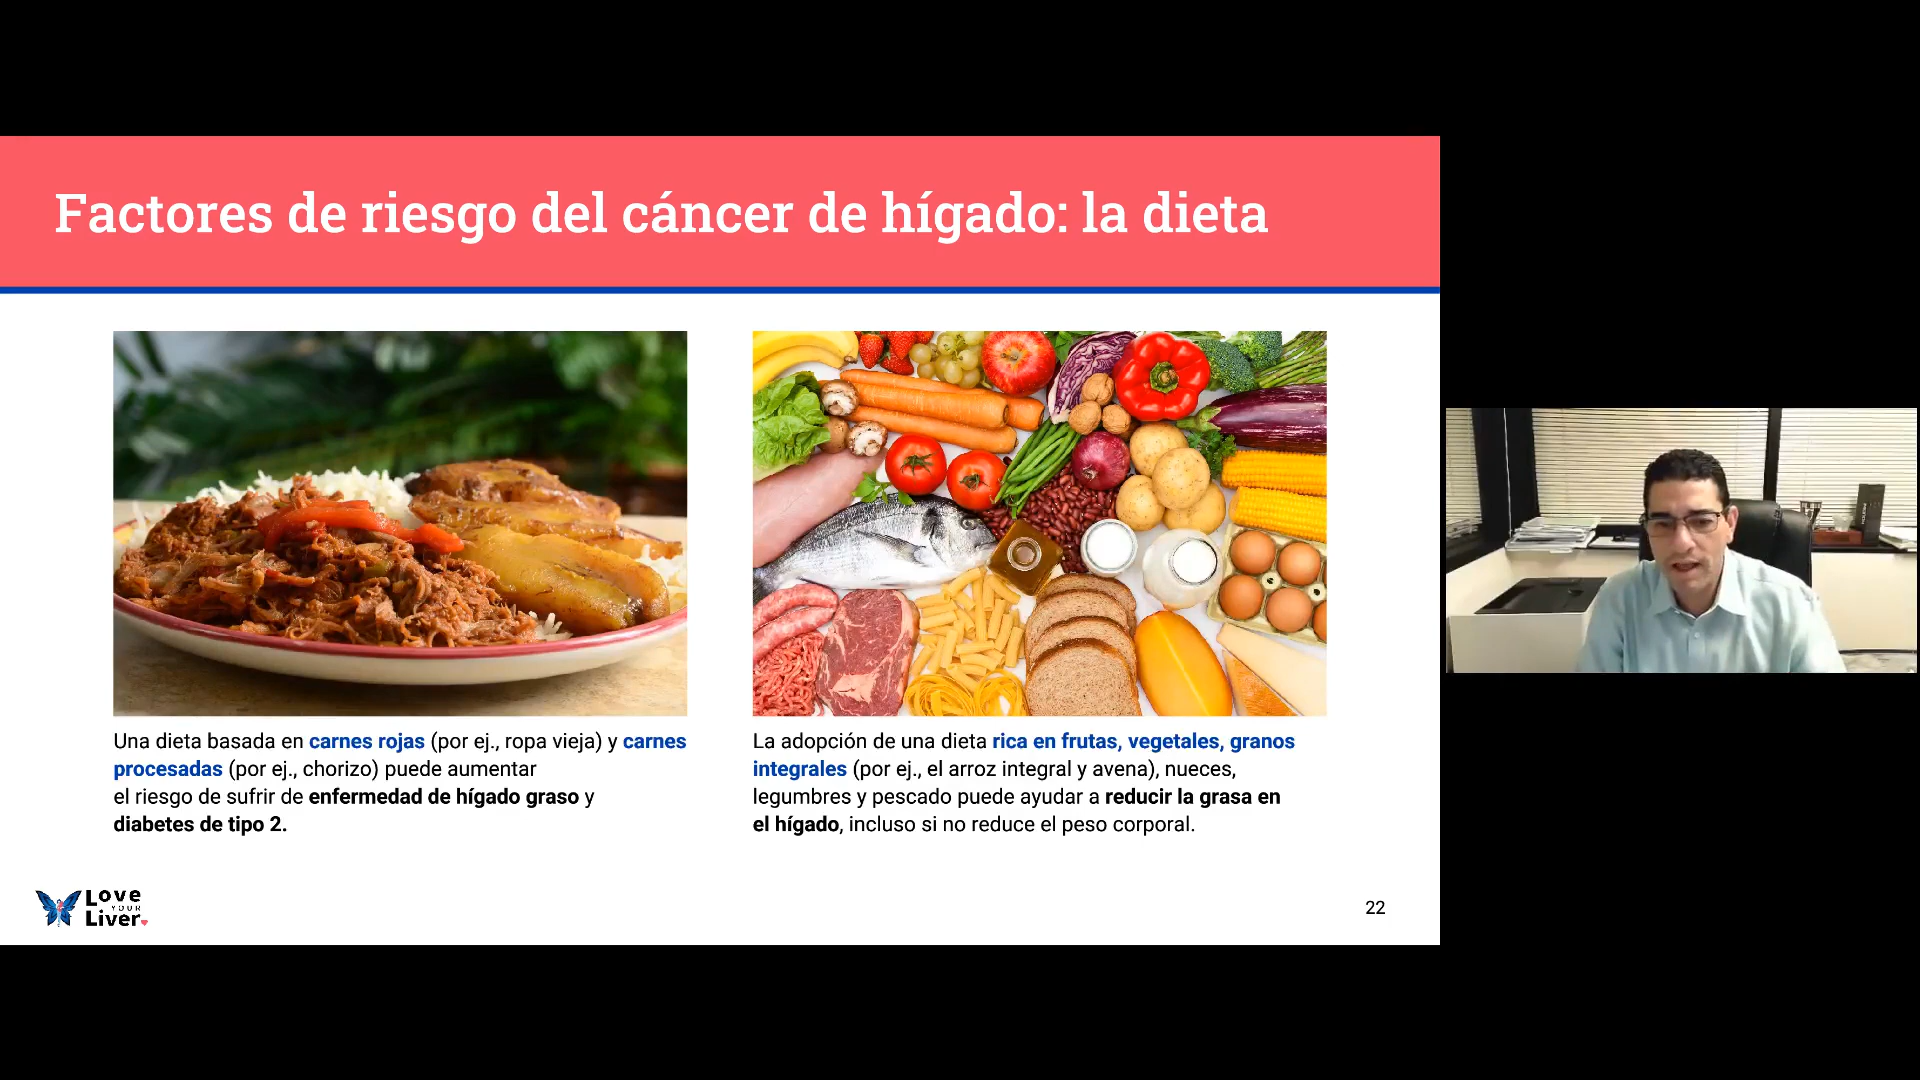 Factores de riesgo del cáncer de hígado: la dieta
Una dieta basada en carnes rojas (por ej., ropa vieja) y carnes
procesadas (por ej., chorizo) puede aumentar
el riesgo de sufrir de enfermedad de hígado graso y
diabetes de tipo 2.
La adopción de una dieta rica en frutas, vegetales, granos
integrales (por ej., el arroz integral y avena), nueces,
legumbres y pescado puede ayudar a reducir la grasa en
el hígado, incluso si no reduce el peso corporal.
Love
YOUR
Liver
22